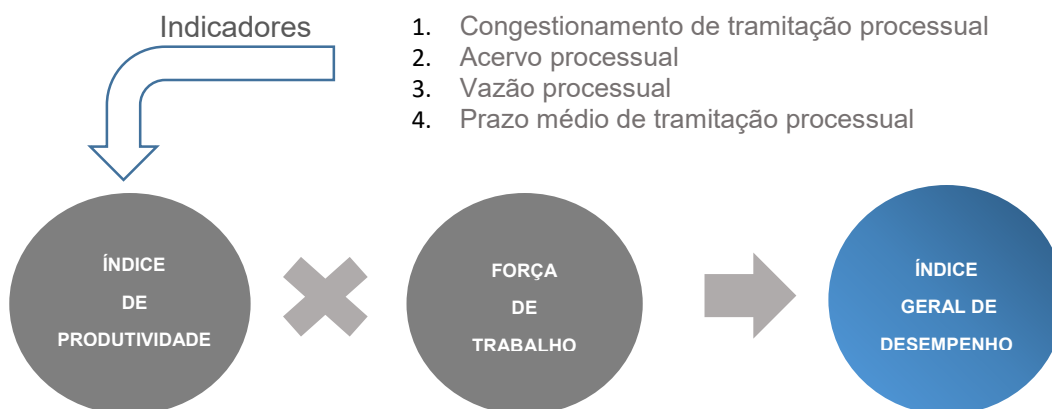 Indicadores
1. Congestionamento de tramitação processual
2. Acervo processual
3. Vazão processual
4. Prazo médio de tramitação processual
ÍNDICE
DE
PRODUTIVIDADE
FORÇA
DE
TRABALHO
ÍNDICE
GERAL DE
DESEMPENHO